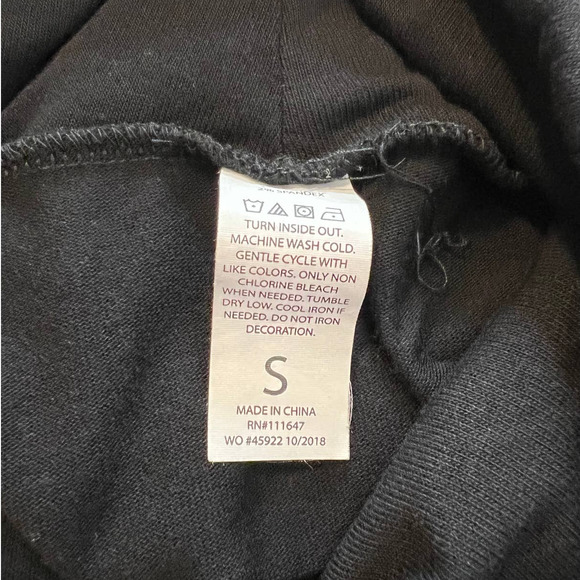 SPANDEX
TURN INSIDE OUT.
MACHINE WASH COLD.
GENTLE CYCLE WITH
LIKE COLORS. ONLY NON
CHLORINE BLEACH
WHEN NEEDED. TUMBLE
DRY LOW. COOL IRON IF
NEEDED. DO NOT IRON
DECORATION.
S
MADE IN CHINA
RN#111647
WO #45922 10/2018